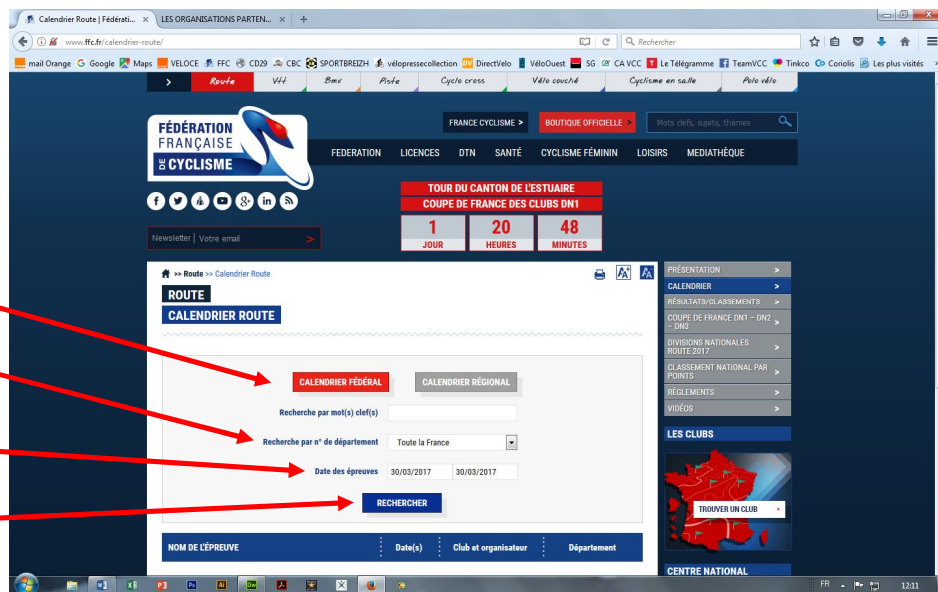 Calendrier Route | Fédérati... × LES ORGANISATIONS PARTEN... × +
www.ffc.fr/calendrier-route/ Rechercher
mail Orange G Google Maps VELOCE FFC CD29 CBC SPORTBREIZH vélopressecollection DirectVelo VéloOuest SG CA VCC Le Télégramme TeamVCC Tinkco Coriolis Les plus visités
> Route Vtt Bmx Piste Cyclo cross Vélo couché Cyclisme en salle Polo vélo
FÉDÉRATION
FRANÇAISE
DE CYCLISME
FRANCE CYCLISME > BOUTIQUE OFFICIELLE > Mots clefs, sujets, thèmes
FEDERATION LICENCES DTN SANTÉ CYCLISME FÉMININ LOISIRS MEDIATHÈQUE
TOUR DU CANTON DE L'ESTUAIRE
COUPE DE FRANCE DES CLUBS DN1
1 20 48
JOUR HEURES MINUTES
Newsletter | Votre email >
>> Route >> Calendrier Route
ROUTE
CALENDRIER ROUTE
CALENDRIER FÉDÉRAL CALENDRIER RÉGIONAL
Recherche par mot(s) clef(s)
Recherche par n° de département Toute la France
Date des épreuves 30/03/2017 30/03/2017
RECHERCHER
NOM DE L'ÉPREUVE Date(s) Club et organisateur Département
PRÉSENTATION >
CALENDRIER >
RÉSULTATS/CLASSEMENTS >
COUPE DE FRANCE DN1 – DN2 >
– DN3
DIVISIONS NATIONALES >
ROUTE 2017
CLASSEMENT NATIONAL PAR >
POINTS
RÈGLEMENTS >
VIDÉOS >
LES CLUBS
TROUVER UN CLUB >
CENTRE NATIONAL
FR 12:11